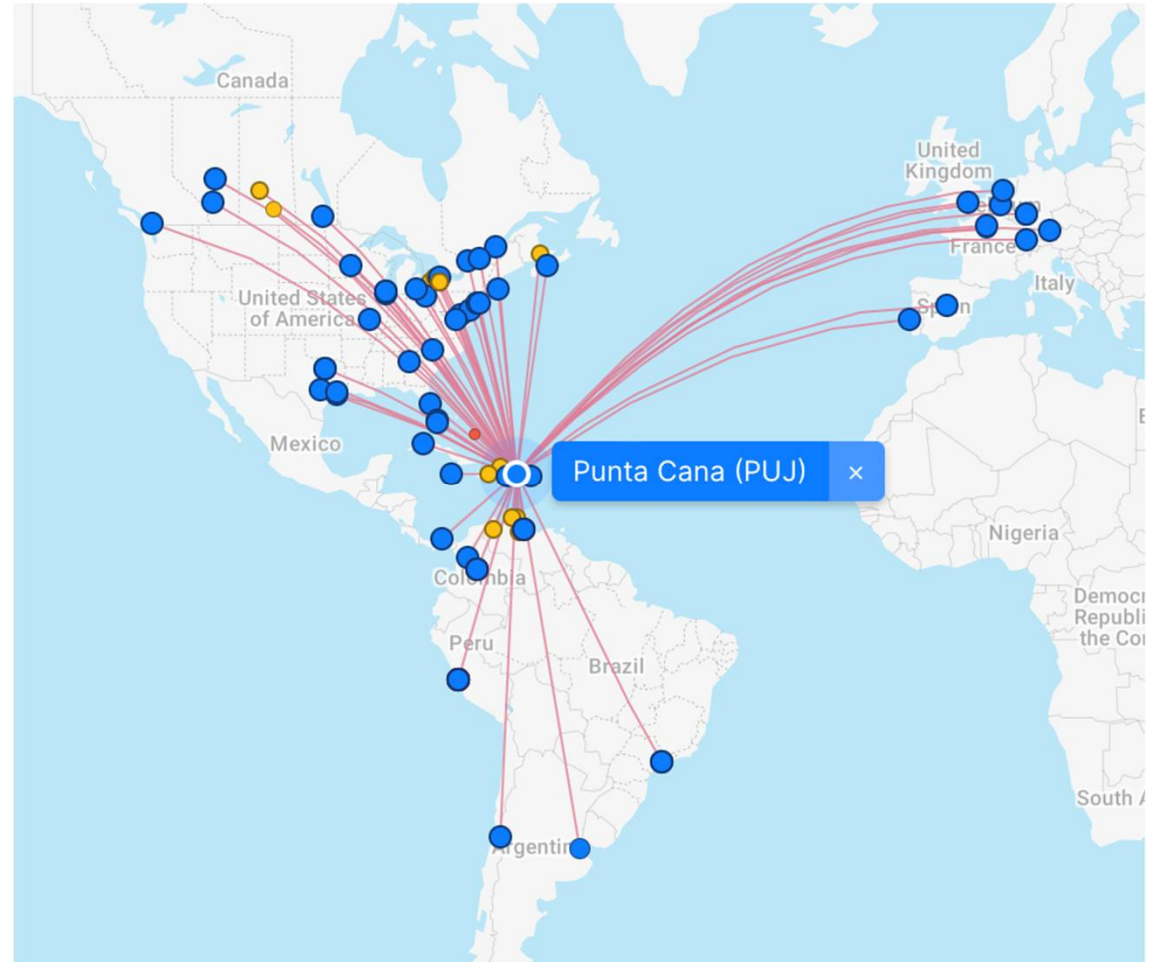 Canada
United
Kingdom
France
Italy
United States
of America
Spain
Mexico
Punta Cana (PUJ) ×
Nigeria
Colombia
Democr
Republi
the Cor
Peru
Brazil
South A
Argentin